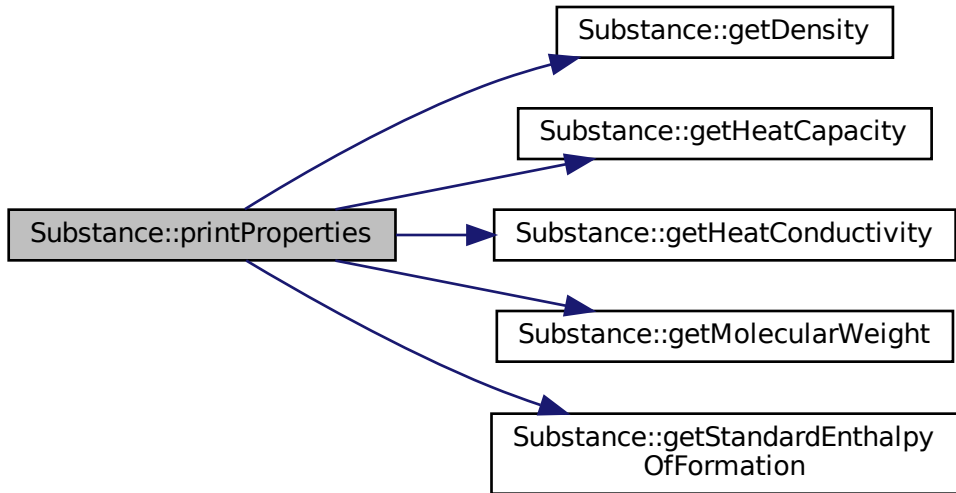 Substance::getDensity
Substance::getHeatCapacity
Substance::printProperties
Substance::getHeatConductivity
Substance::getMolecularWeight
Substance::getStandardEnthalpy
OfFormation